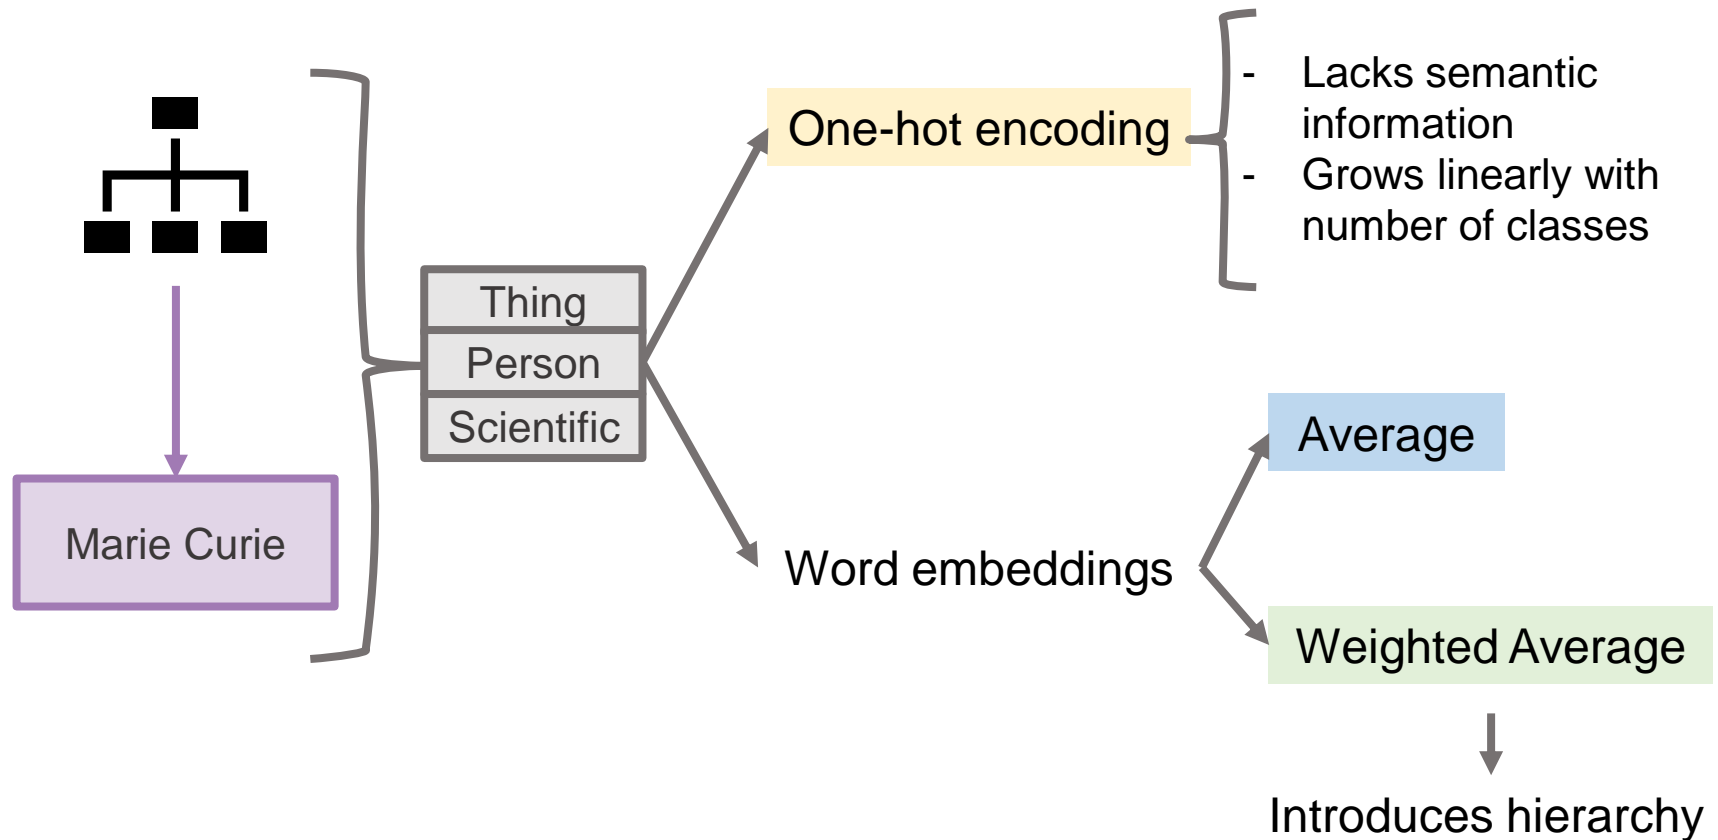 Marie Curie
Thing
Person
Scientific
One-hot encoding
- Lacks semantic
information
- Grows linearly with
number of classes
Word embeddings
Average
Weighted Average
Introduces hierarchy